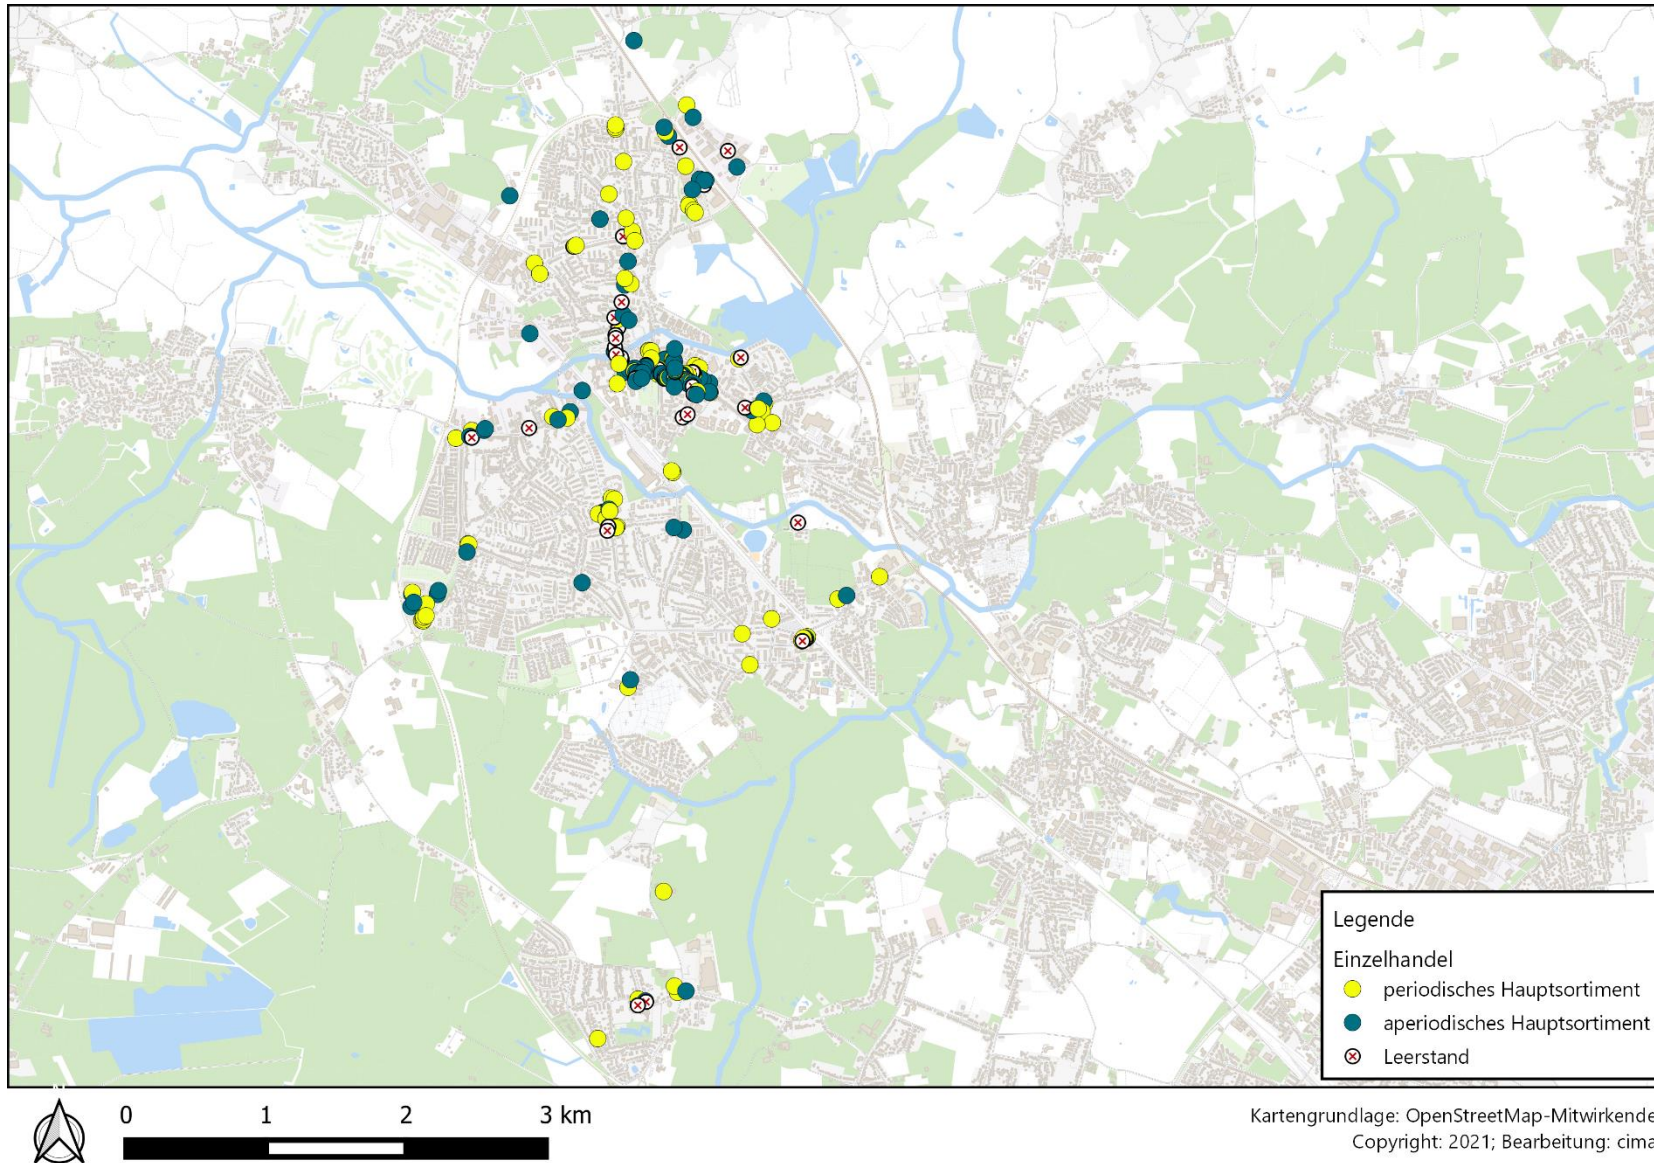 Legende
Einzelhandel
periodisches Hauptsortiment
aperiodisches Hauptsortiment
Leerstand
0 1 2 3 km
Kartengrundlage: OpenStreetMap-Mitwirkende
Copyright: 2021; Bearbeitung: cima